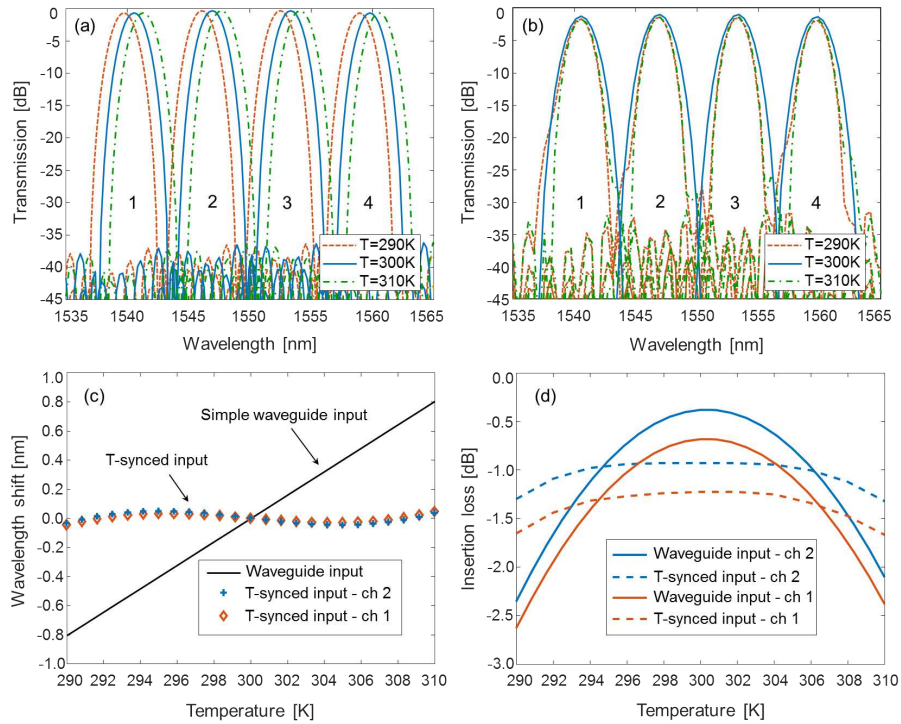 (a)
Transmission [dB]
0
-5
-10
-15
-20
-25
-30
-35
-40
-45
1 2 3 4
T=290K
T=300K
T=310K
1535 1540 1545 1550 1555 1560 1565
Wavelength [nm]
(b)
Transmission [dB]
0
-5
-10
-15
-20
-25
-30
-35
-40
-45
1 2 3 4
T=290K
T=300K
T=310K
1535 1540 1545 1550 1555 1560 1565
Wavelength [nm]
(c)
Wavelength shift [nm]
1.0
0.8
0.6
0.4
0.2
0.0
-0.2
-0.4
-0.6
-0.8
-1.0
Simple waveguide input
T-synced input
Waveguide input
T-synced input - ch 2
T-synced input - ch 1
290 292 294 296 298 300 302 304 306 308 310
Temperature [K]
(d)
Insertion loss [dB]
0.0
-0.5
-1.0
-1.5
-2.0
-2.5
-3.0
Waveguide input - ch 2
T-synced input - ch 2
Waveguide input - ch 1
T-synced input - ch 1
290 292 294 296 298 300 302 304 306 308 310
Temperature [K]